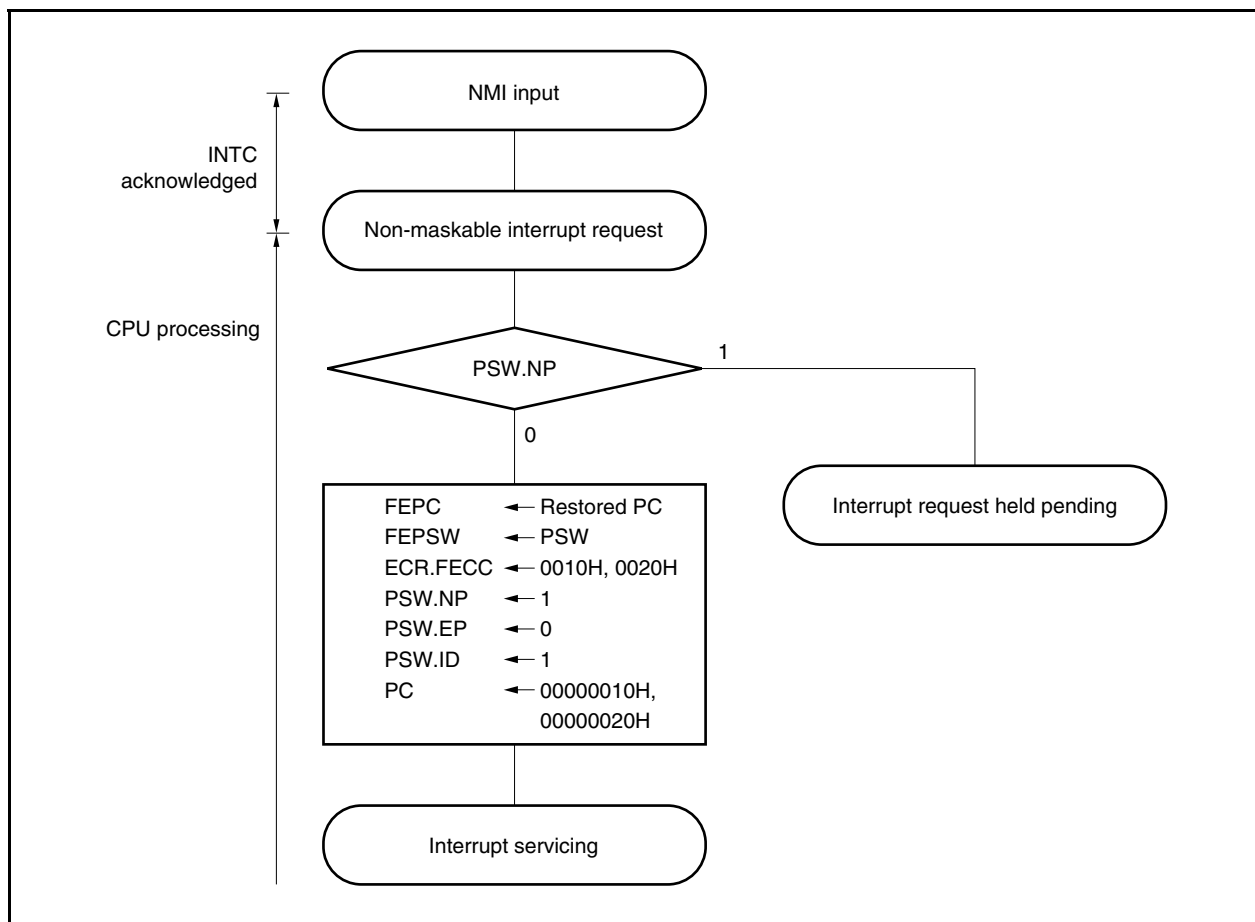 NMI input
INTC
acknowledged
Non-maskable interrupt request
CPU processing
PSW.NP
1
0
FEPC ← Restored PC
FEPSW ← PSW
ECR.FECC ← 0010H, 0020H
PSW.NP ← 1
PSW.EP ← 0
PSW.ID ← 1
PC ← 00000010H,
00000020H
Interrupt request held pending
Interrupt servicing